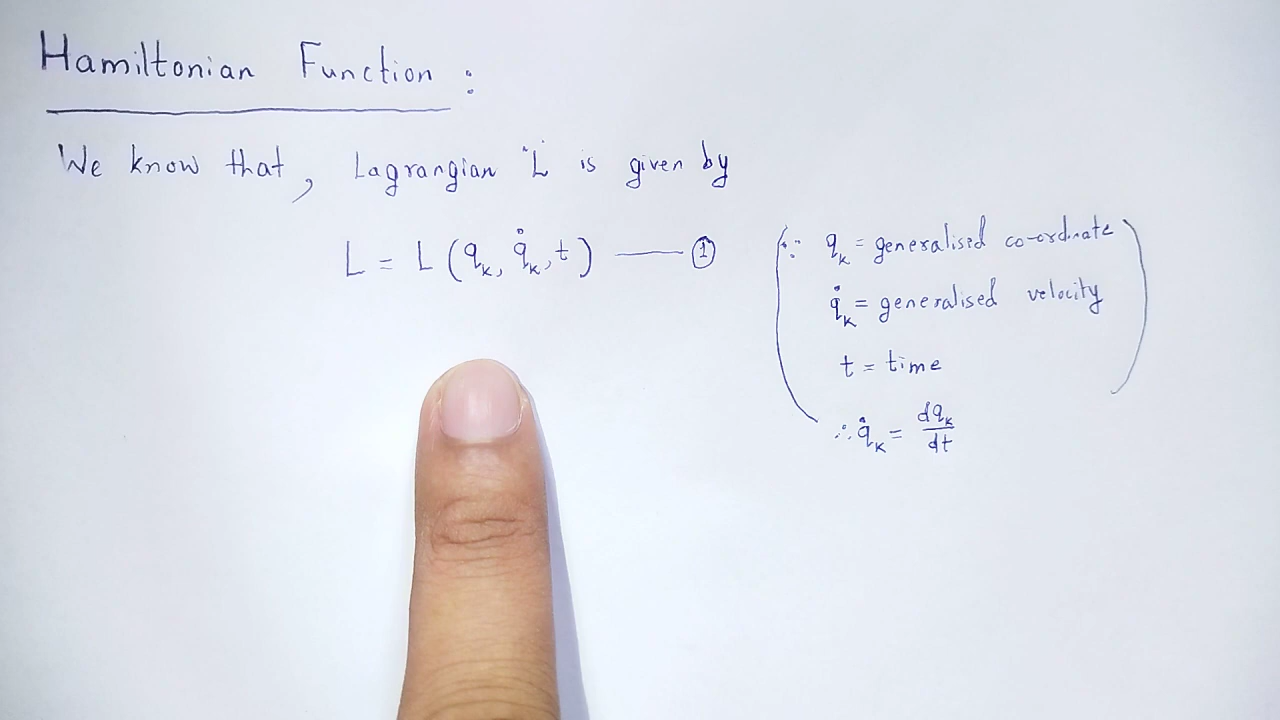 Hamiltonian Function :
We know that, Lagrangian "L" is given by
L = L (qₖ, q̇ₖ, t) —— ①
(∵ qₖ = generalised co-ordinate
q̇ₖ = generalised velocity
t = time
∴ q̇ₖ = dqₖ/dt)